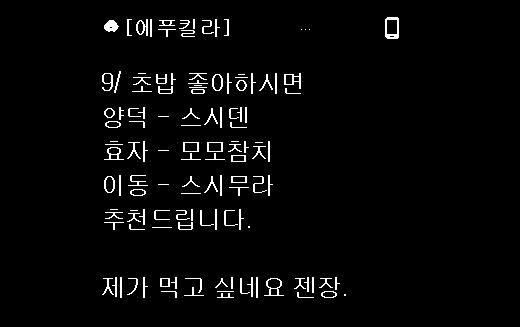 [에푸킬라] ...
9/ 초밥 좋아하시면
양덕 - 스시덴
효자 - 모모참치
이동 - 스시무라
추천드립니다.
제가 먹고 싶네요 젠장.